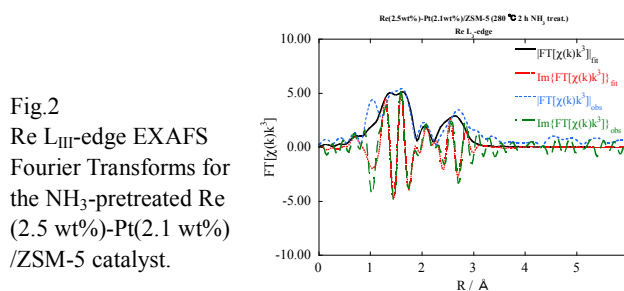 Fig.2
Re LIII-edge EXAFS
Fourier Transforms for
the NH3-pretreated Re
(2.5 wt%)-Pt(2.1 wt%)
/ZSM-5 catalyst.
Re(2.5wt%)-Pt(2.1wt%)/ZSM-5 (280 ℃ 2 h NH3 treat.)
Re L3-edge
10.00
5.00
0.00
-5.00
-10.00
FT[χ(k)k³]
|FT[χ(k)k³]|fit
Im{FT[χ(k)k³]}fit
|FT[χ(k)k³]|obs
Im{FT[χ(k)k³]}obs
0 1 2 3 4 5
R / Å